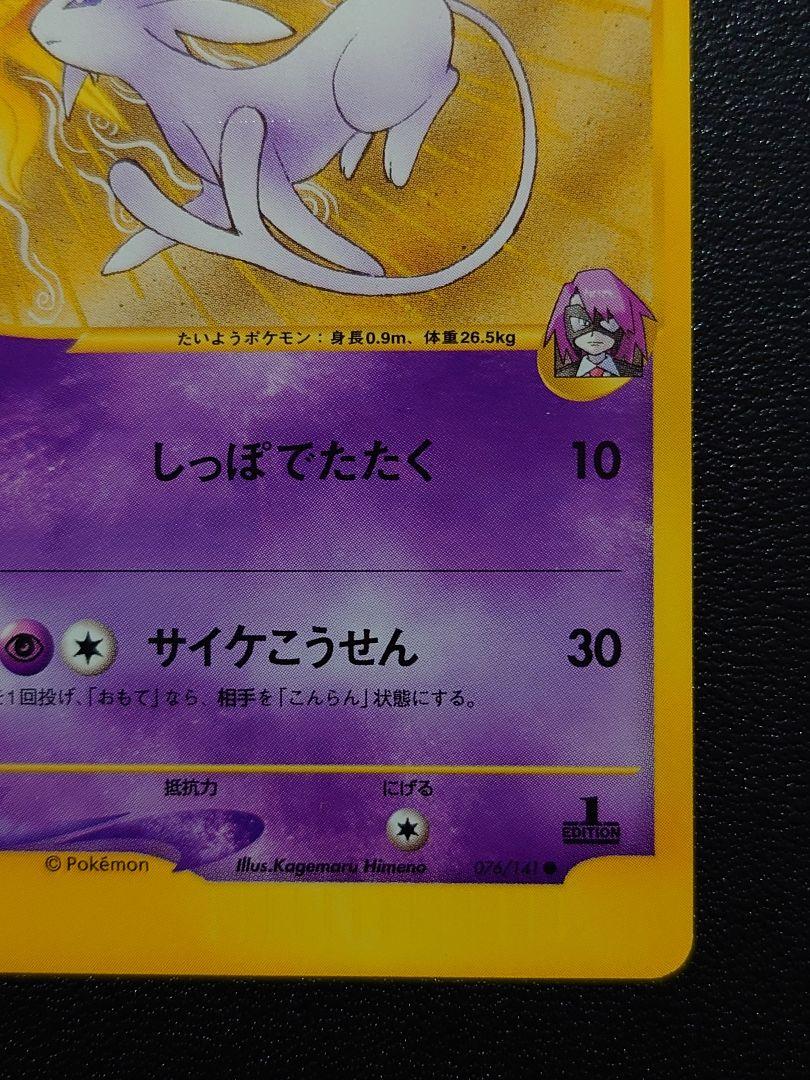 たいようポケモン：身長0.9m、体重26.5kg
しっぽでたたく 10
サイケこうせん 30
を1回投げ、「おもて」なら、相手を「こんらん」状態にする。
抵抗力 にげる
1
EDITION
© Pokémon Illus.Kagemaru Himeno 076/141